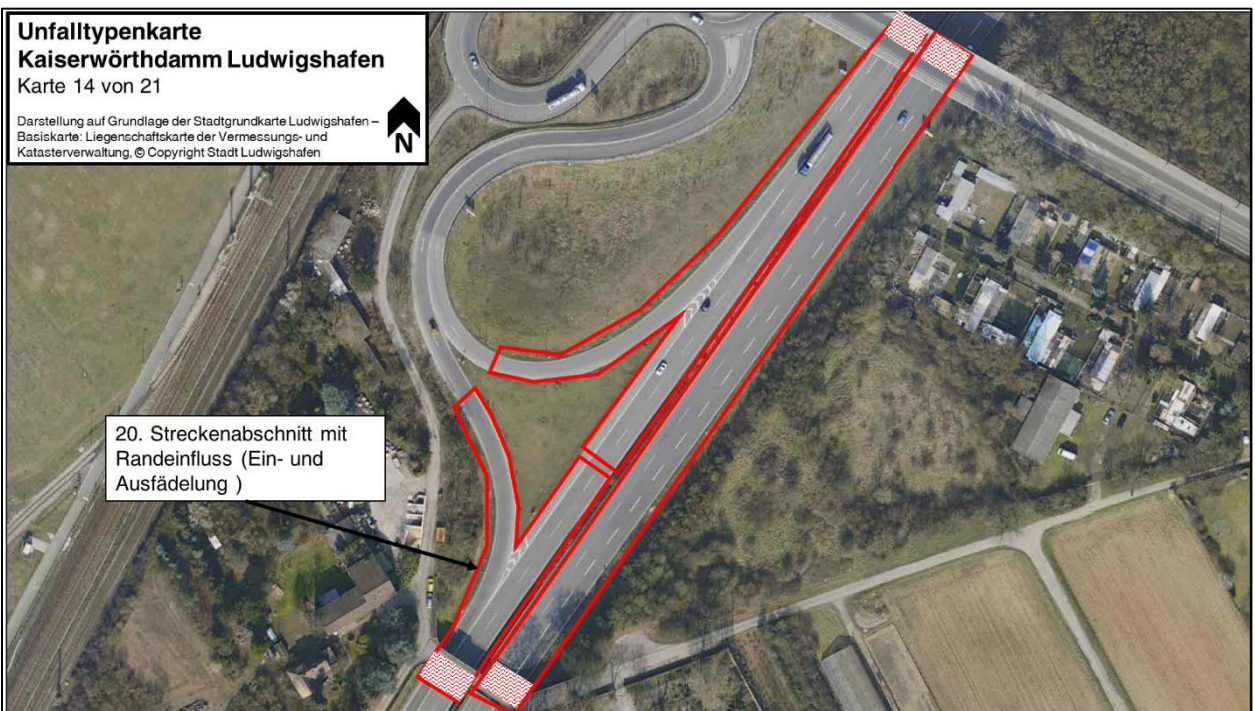 Unfalltypenkarte
Kaiserwörthdamm Ludwigshafen
Karte 14 von 21
Darstellung auf Grundlage der Stadtgrundkarte Ludwigshafen –
Basiskarte: Liegenschaftskarte der Vermessungs- und
Katasterverwaltung, © Copyright Stadt Ludwigshafen
N
20. Streckenabschnitt mit
Randeinfluss (Ein- und
Ausfädelung )